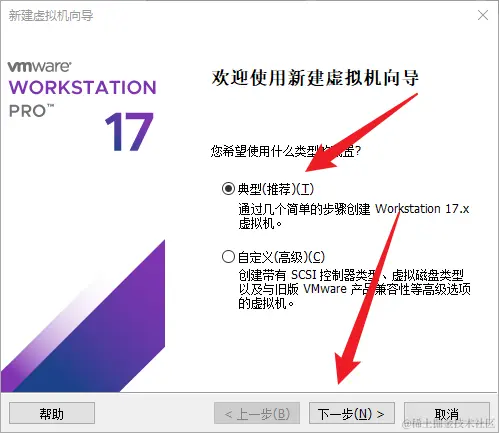 新建虚拟机向导
vmware
WORKSTATION
PRO™
17
欢迎使用新建虚拟机向导
您希望使用什么类型的配置?
典型(推荐)(T)
通过几个简单的步骤创建 Workstation 17.x
虚拟机。
自定义(高级)(C)
创建带有 SCSI 控制器类型、虚拟磁盘类型
以及与旧版 VMware 产品兼容性等高级选项
的虚拟机。
帮助
< 上一步(B)
下一步(N) >
取消
@稀土掘金技术社区